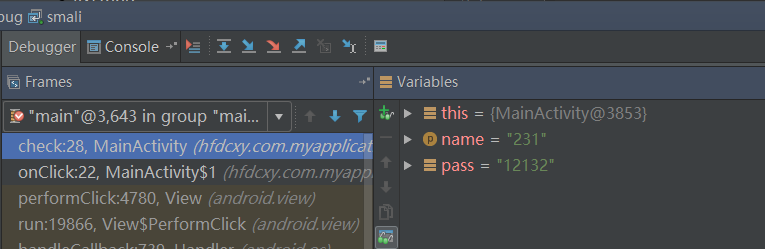 bug smali
Debugger Console
Frames
Variables
"main"@3,643 in group "mai...
this = {MainActivity@3853}
name = "231"
pass = "12132"
check:28, MainActivity (hfdcxy.com.myapplicat
onClick:22, MainActivity$1 (hfdcxy.com.myapp
performClick:4780, View (android.view)
run:19866, View$PerformClick (android.view)
handleCallback:739, Handler (android.os)